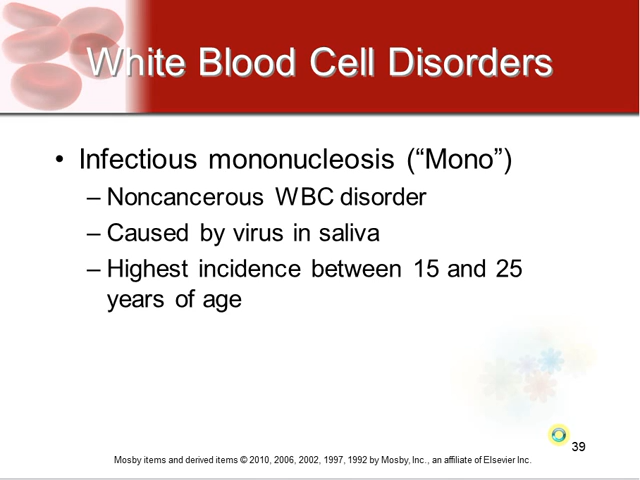 White Blood Cell Disorders
• Infectious mononucleosis (“Mono”)
– Noncancerous WBC disorder
– Caused by virus in saliva
– Highest incidence between 15 and 25
years of age
39
Mosby items and derived items © 2010, 2006, 2002, 1997, 1992 by Mosby, Inc., an affiliate of Elsevier Inc.